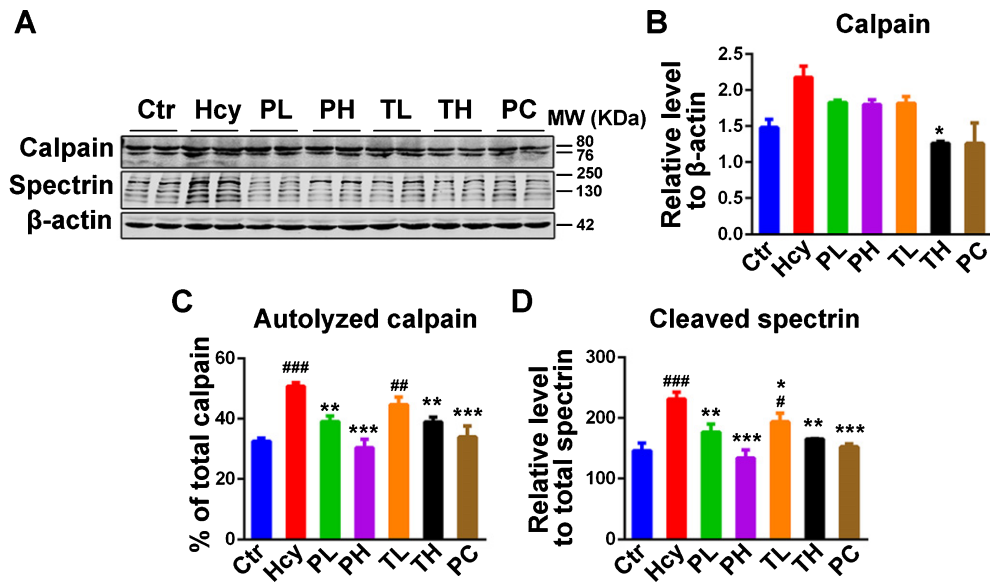 A
Ctr Hcy PL PH TL TH PC MW (KDa)
Calpain
80
76
Spectrin
250
130
β-actin
42
B
Calpain
Relative level
to β-actin
2.5
2.0
1.5
1.0
0.5
0.0
*
Ctr Hcy PL PH TL TH PC
C
Autolyzed calpain
% of total calpain
60
40
20
0
### ** *** ## ** ***
Ctr Hcy PL PH TL TH PC
D
Cleaved spectrin
Relative level
to total spectrin
300
200
100
0
### ** *** * # ** ***
Ctr Hcy PL PH TL TH PC